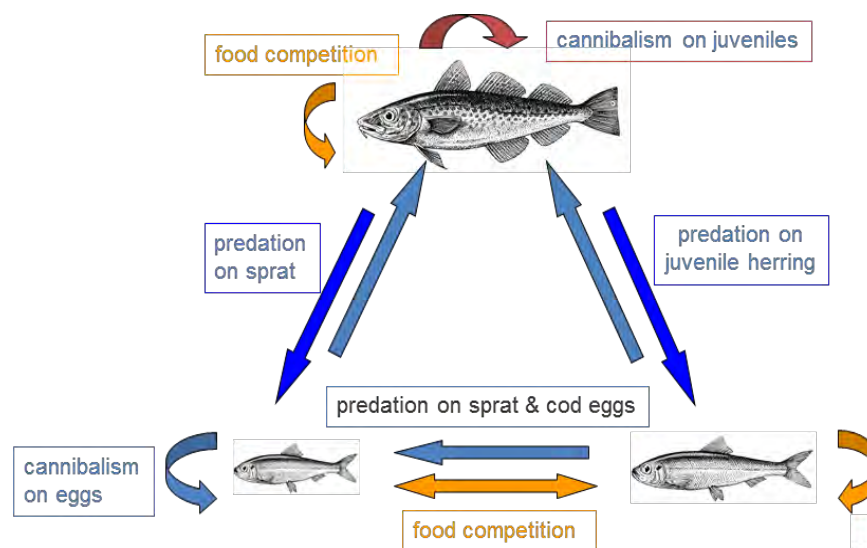 food competition
cannibalism on juveniles
predation
on sprat
predation on
juvenile herring
predation on sprat & cod eggs
cannibalism
on eggs
food competition